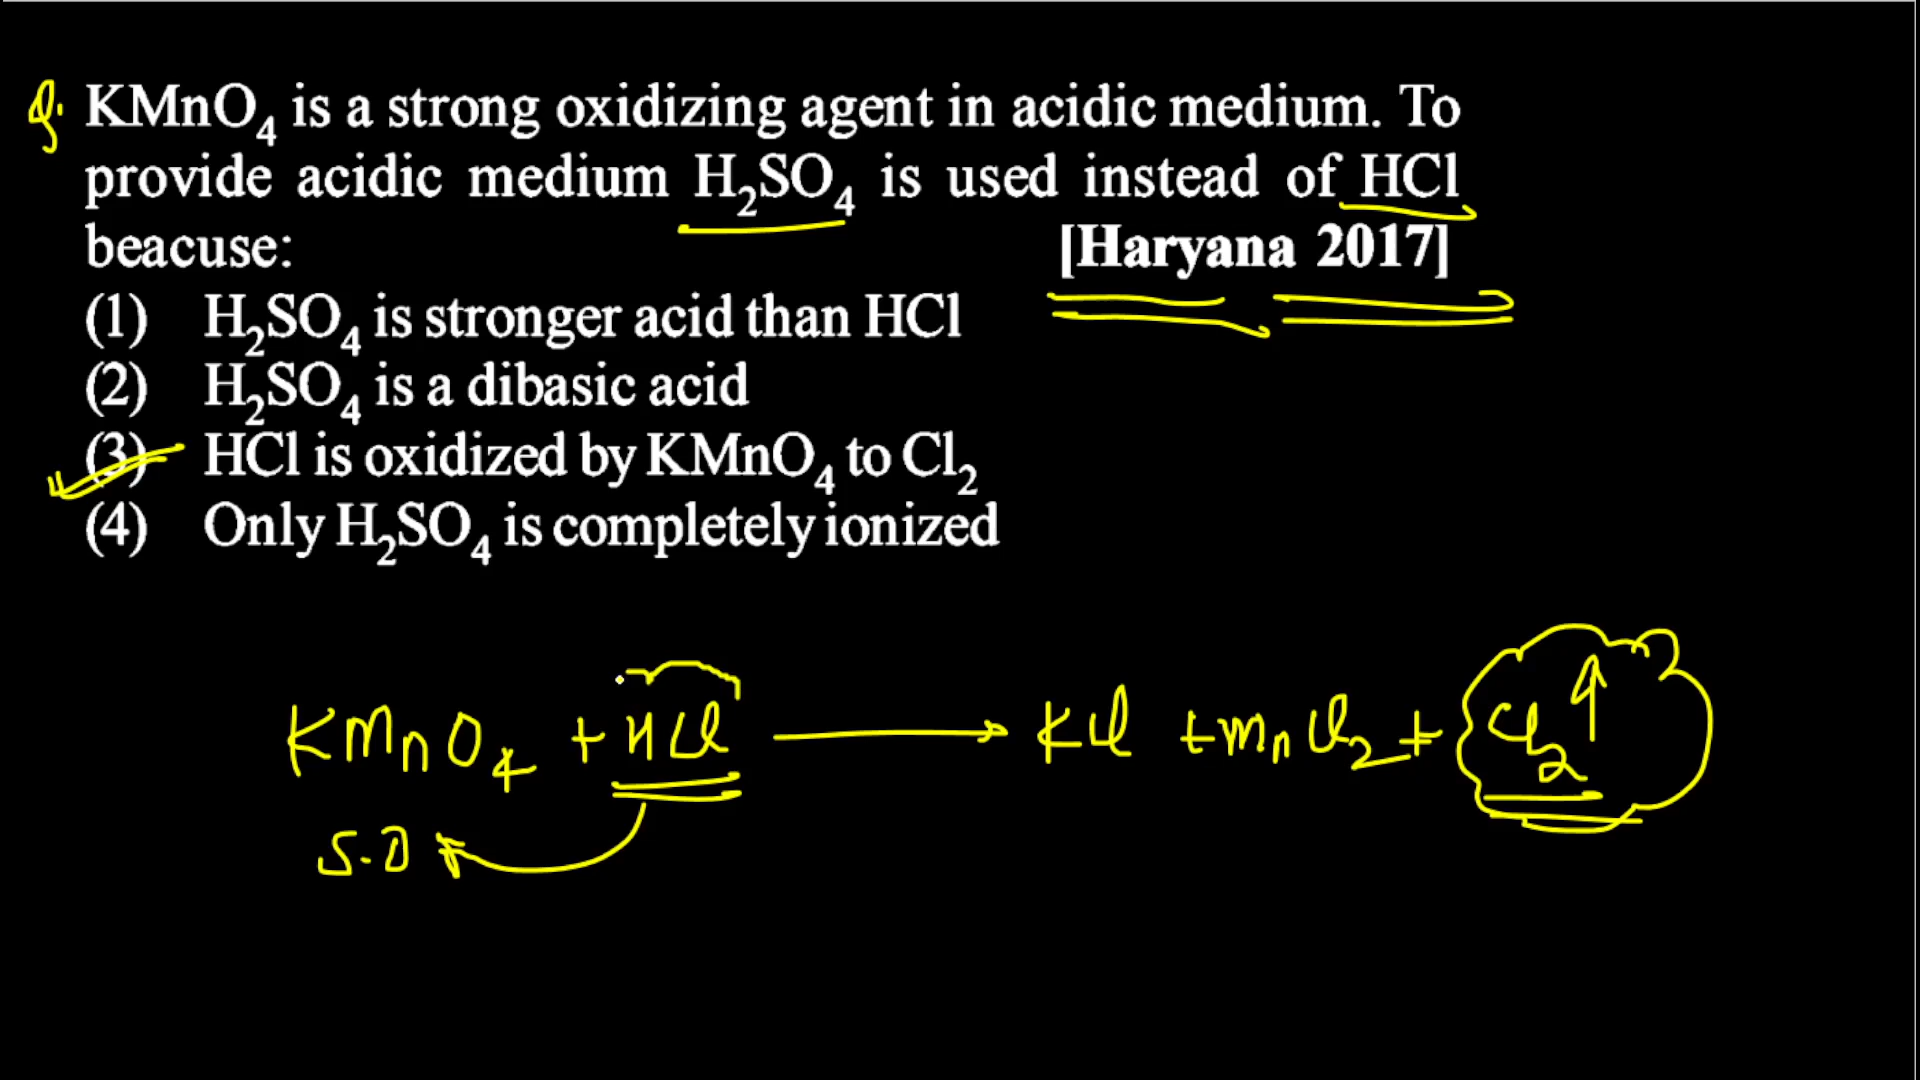 Q. KMnO₄ is a strong oxidizing agent in acidic medium. To
provide acidic medium H₂SO₄ is used instead of HCl
beacuse: [Haryana 2017]
(1) H₂SO₄ is stronger acid than HCl
(2) H₂SO₄ is a dibasic acid
(3) HCl is oxidized by KMnO₄ to Cl₂
(4) Only H₂SO₄ is completely ionized
KMnO₄ + HCl → KCl + MnCl₂ + Cl₂↑